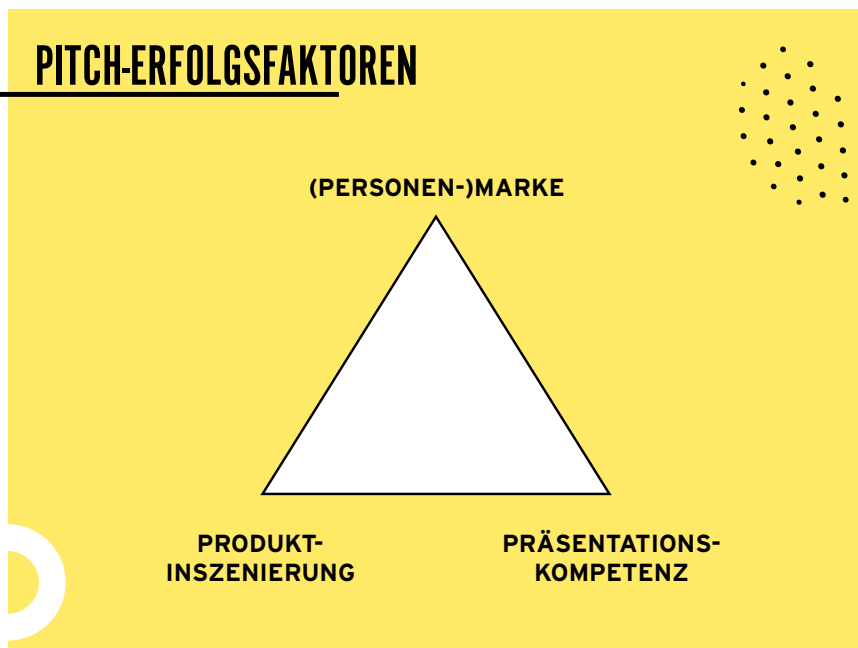 PITCH-ERFOLGSFAKTOREN
(PERSONEN-)MARKE
PRODUKT-
INSZENIERUNG
PRÄSENTATIONS-
KOMPETENZ